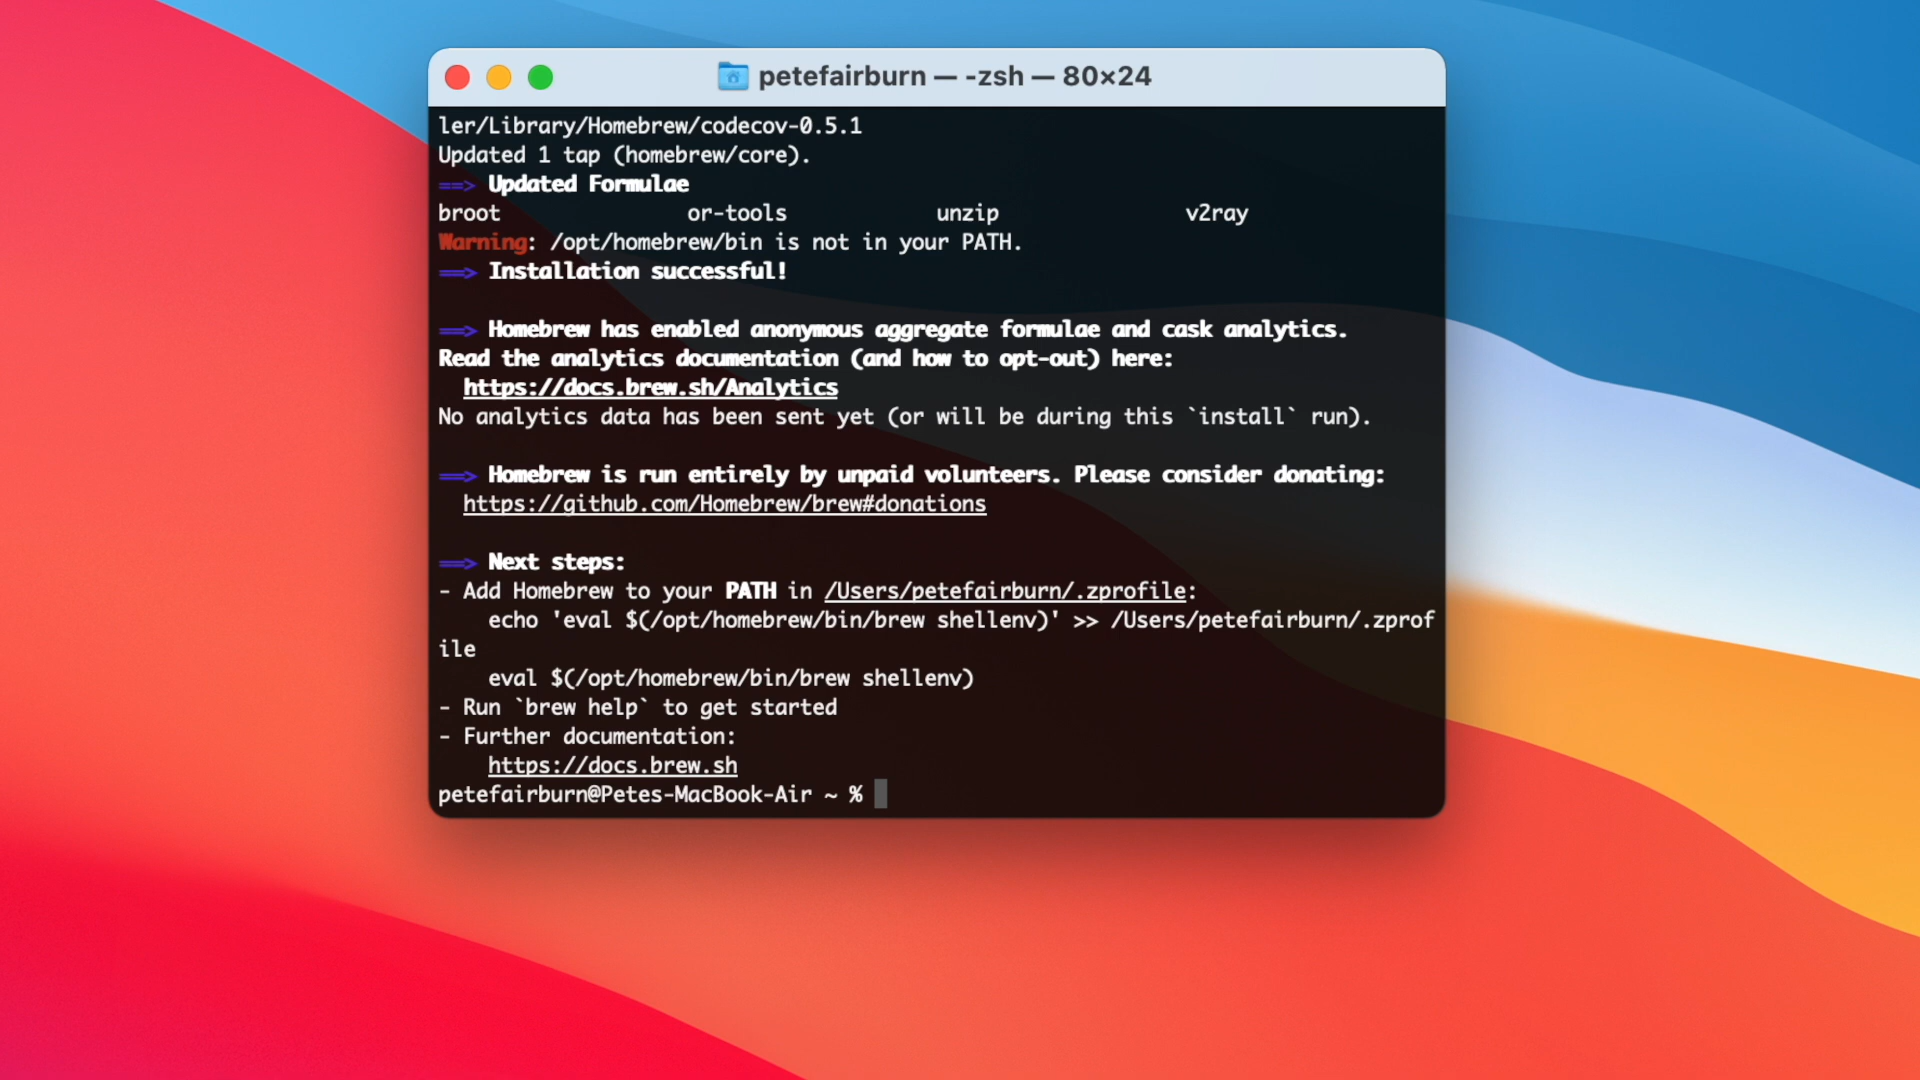 petefairburn — -zsh — 80×24
ler/Library/Homebrew/codecov-0.5.1
Updated 1 tap (homebrew/core).
==> Updated Formulae
broot or-tools unzip v2ray
Warning: /opt/homebrew/bin is not in your PATH.
==> Installation successful!
==> Homebrew has enabled anonymous aggregate formulae and cask analytics.
Read the analytics documentation (and how to opt-out) here:
https://docs.brew.sh/Analytics
No analytics data has been sent yet (or will be during this `install` run).
==> Homebrew is run entirely by unpaid volunteers. Please consider donating:
https://github.com/Homebrew/brew#donations
==> Next steps:
- Add Homebrew to your PATH in /Users/petefairburn/.zprofile:
echo 'eval $(/opt/homebrew/bin/brew shellenv)' >> /Users/petefairburn/.zprof
ile
eval $(/opt/homebrew/bin/brew shellenv)
- Run `brew help` to get started
- Further documentation:
https://docs.brew.sh
petefairburn@Petes-MacBook-Air ~ %